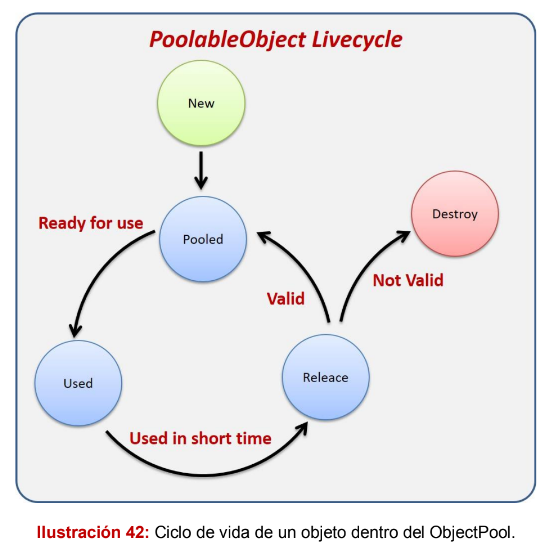 PoolableObject Livecycle
New
Ready for use
Pooled
Destroy
Valid
Not Valid
Used
Releace
Used in short time
Ilustración 42: Ciclo de vida de un objeto dentro del ObjectPool.